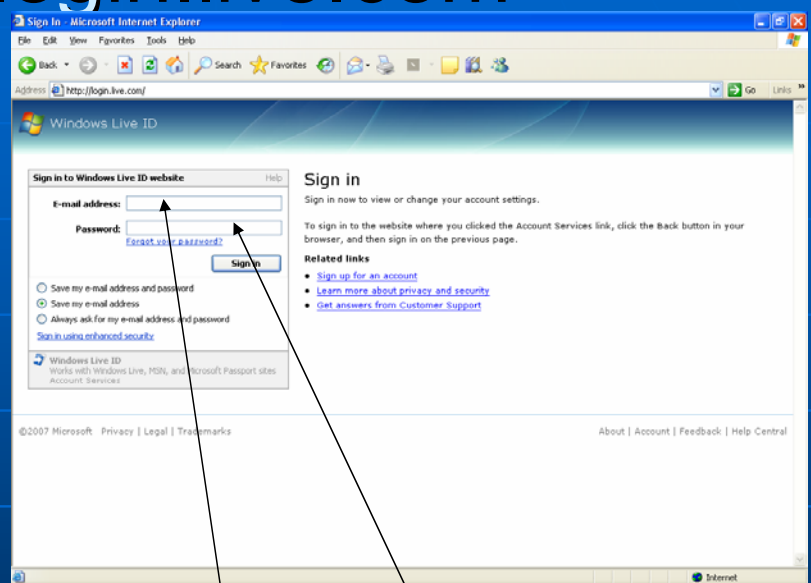 Sign In - Microsoft Internet Explorer
File Edit View Favorites Tools Help
Back Search Favorites
Address http://login.live.com/ Go Links »
Windows Live ID
Sign in to Windows Live ID website Help
E-mail address:
Password:
Forgot your password?
Sign in
Save my e-mail address and password
Save my e-mail address
Always ask for my e-mail address and password
Sign in using enhanced security
Windows Live ID
Works with Windows Live, MSN, and Microsoft Passport sites
Account Services
Sign in
Sign in now to view or change your account settings.
To sign in to the website where you clicked the Account Services link, click the Back button in your
browser, and then sign in on the previous page.
Related links
Sign up for an account
Learn more about privacy and security
Get answers from Customer Support
©2007 Microsoft Privacy | Legal | Trademarks
About | Account | Feedback | Help Central
Internet